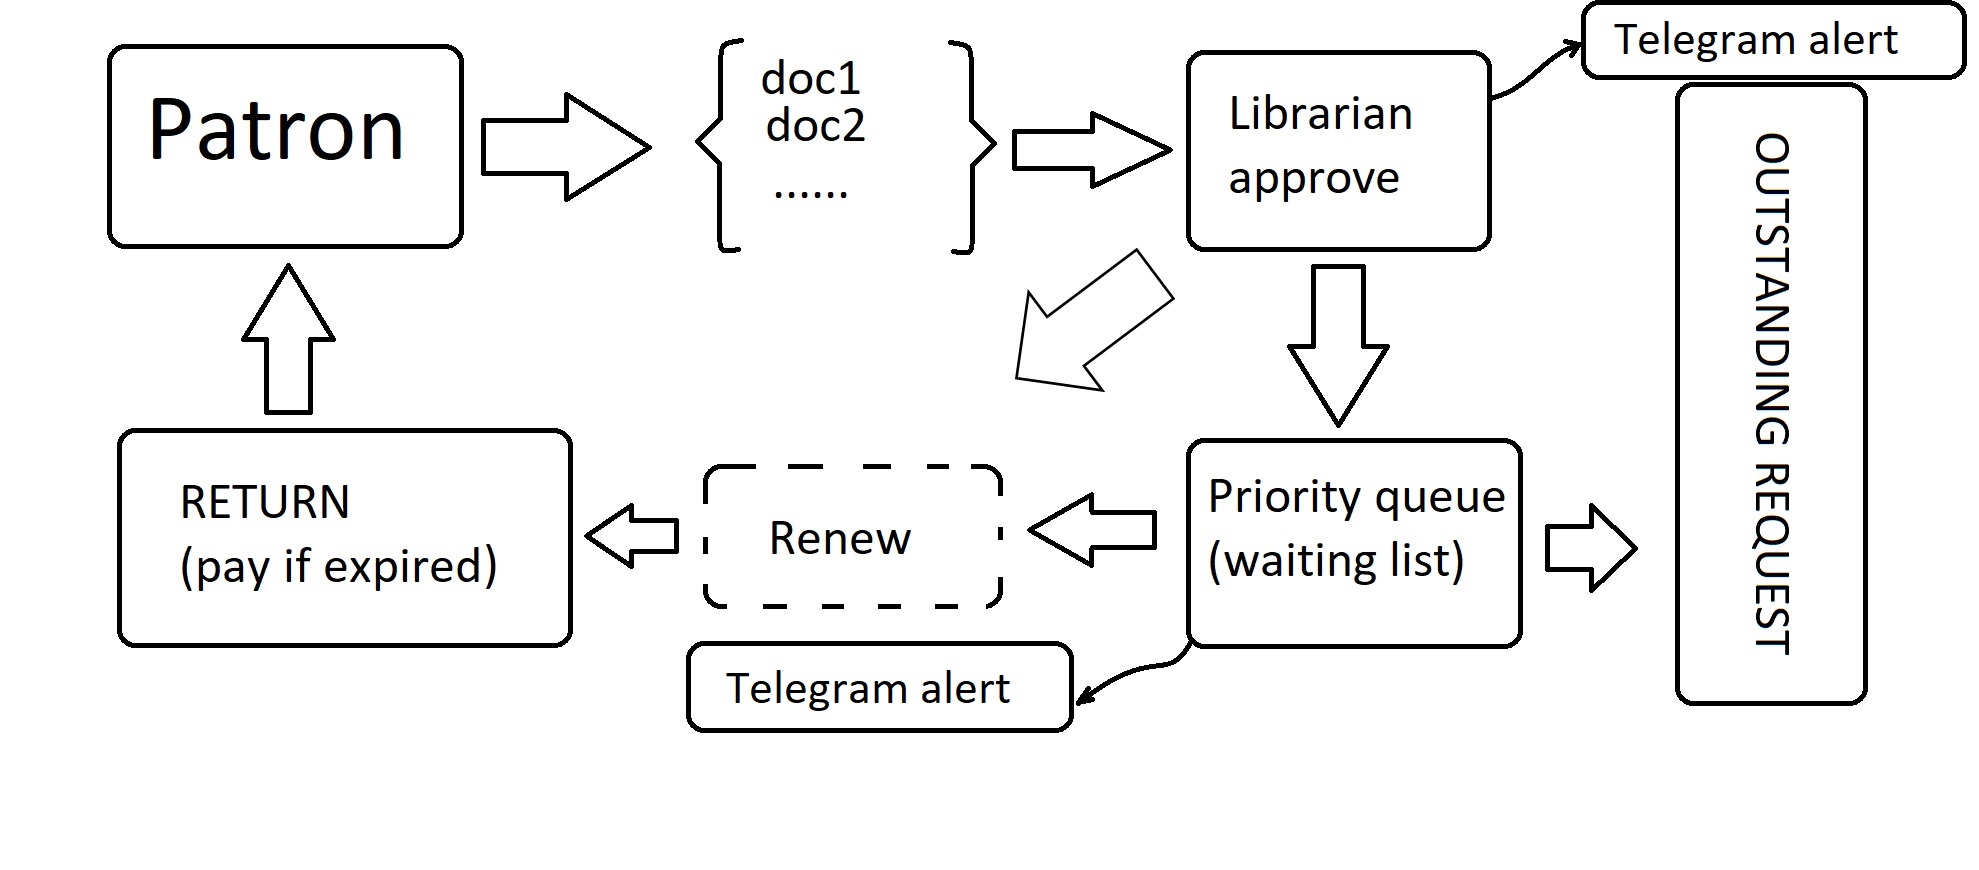 Patron
doc1
doc2
......
Librarian
approve
Telegram alert
OUTSTANDING REQUEST
RETURN
(pay if expired)
Renew
Priority queue
(waiting list)
Telegram alert